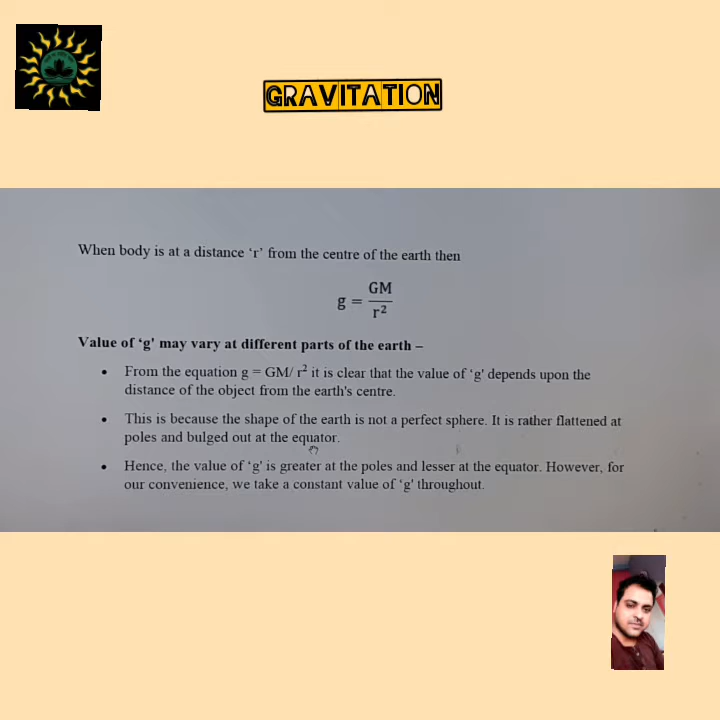 GRAVITATION
When body is at a distance ‘r’ from the centre of the earth then
g = GM/r²
Value of ‘g' may vary at different parts of the earth –
• From the equation g = GM/ r² it is clear that the value of ‘g' depends upon the
distance of the object from the earth's centre.
• This is because the shape of the earth is not a perfect sphere. It is rather flattened at
poles and bulged out at the equator.
• Hence, the value of ‘g' is greater at the poles and lesser at the equator. However, for
our convenience, we take a constant value of ‘g' throughout.